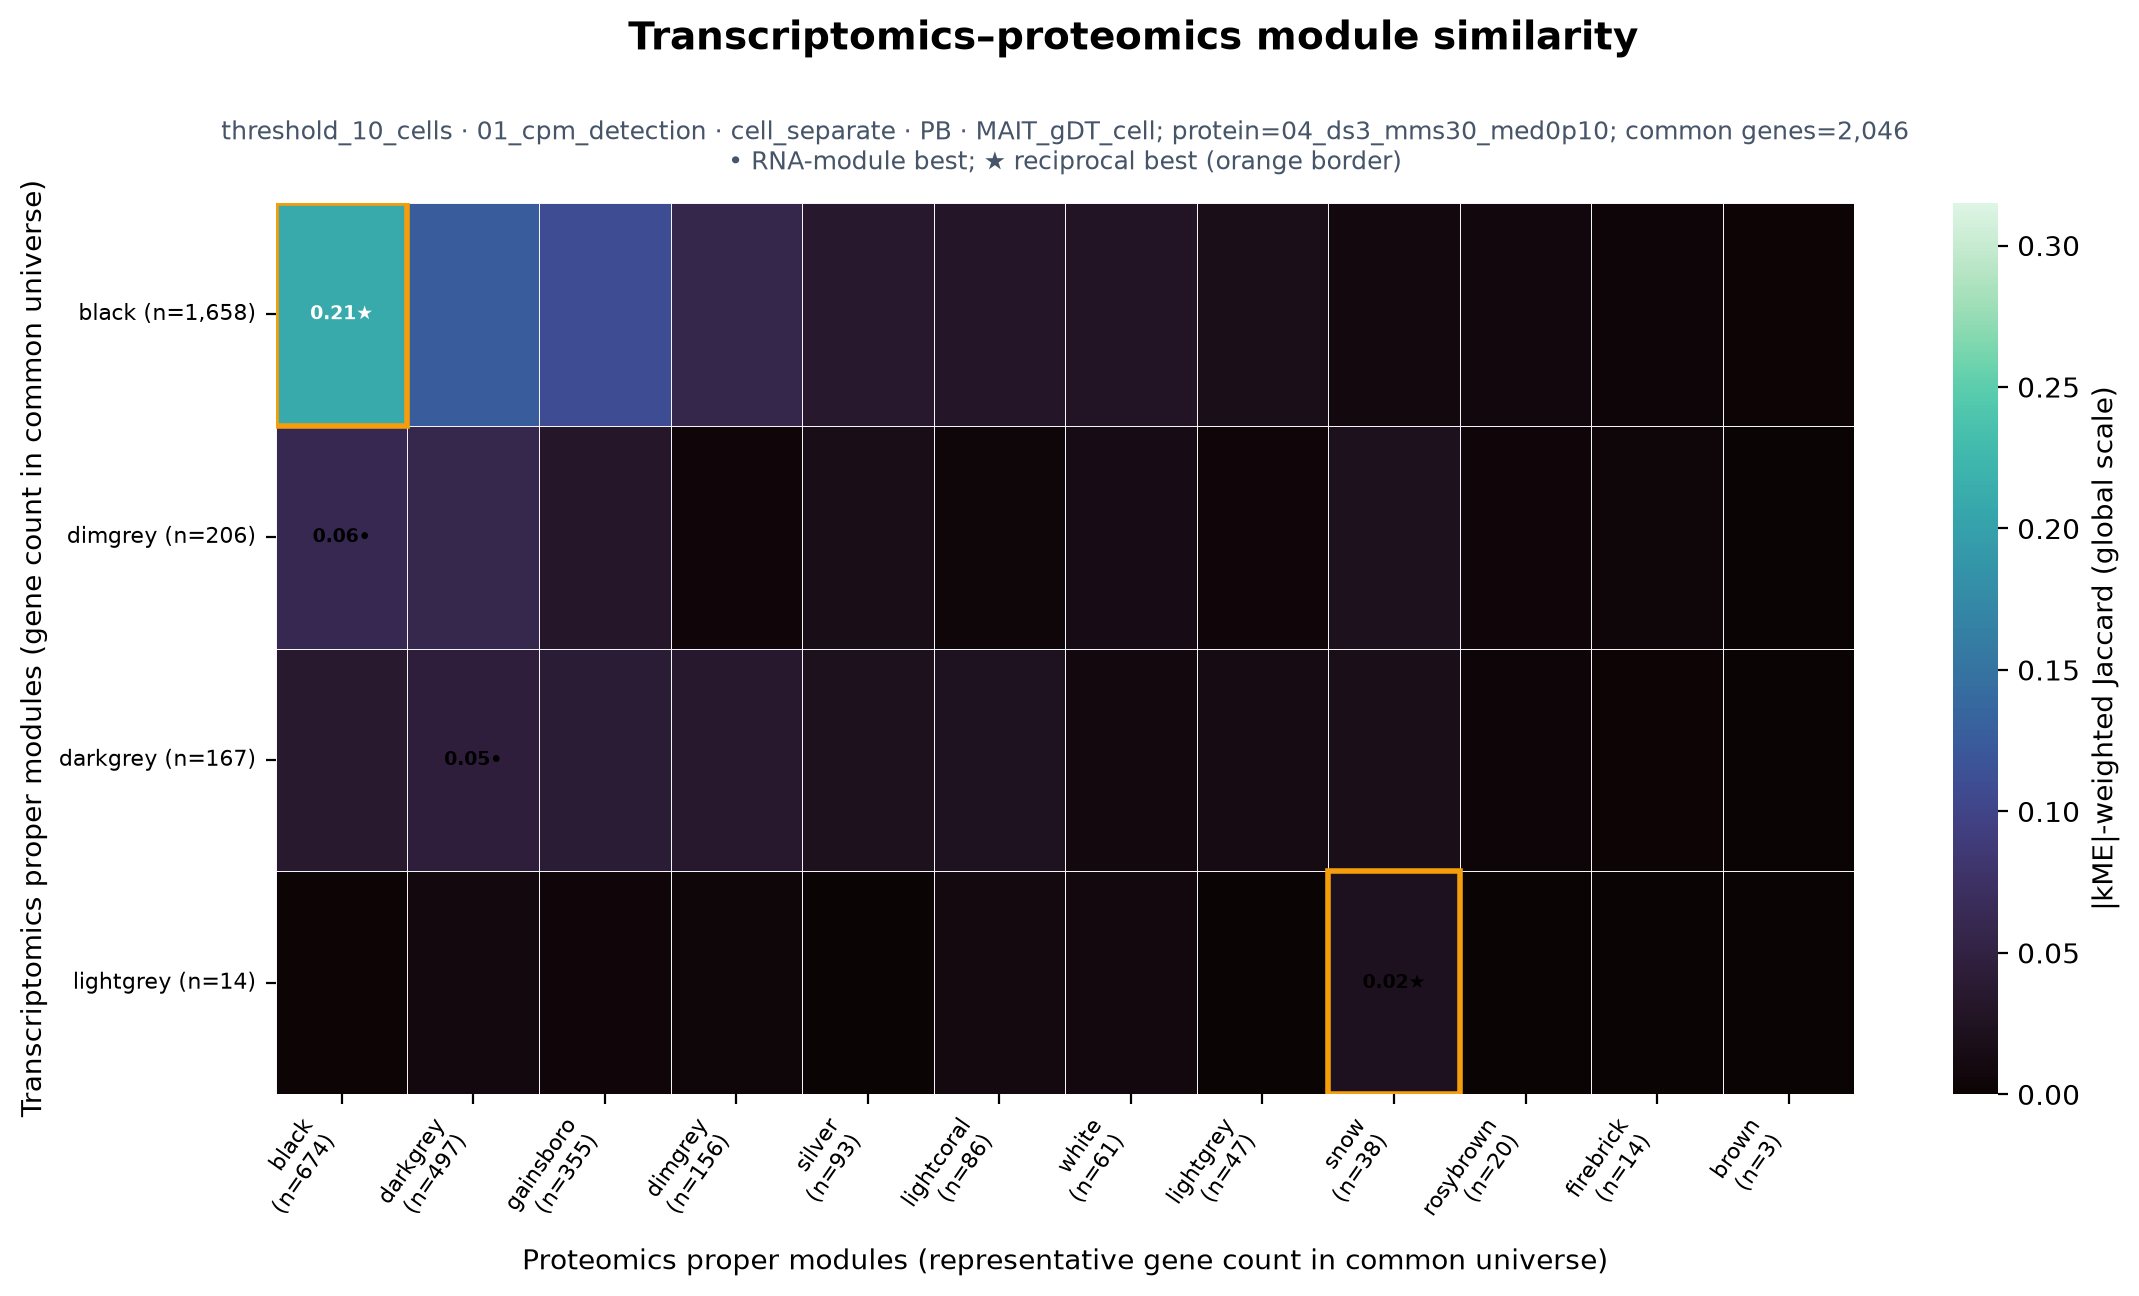 Transcriptomics–proteomics module similarity
threshold_10_cells · 01_cpm_detection · cell_separate · PB · MAIT_gDT_cell; protein=04_ds3_mms30_med0p10; common genes=2,046
• RNA-module best; ★ reciprocal best (orange border)
Transcriptomics proper modules (gene count in common universe)
black (n=1,658)
dimgrey (n=206)
darkgrey (n=167)
lightgrey (n=14)
0.21★
0.06•
0.05•
0.02★
black
(n=674)
darkgrey
(n=497)
gainsboro
(n=355)
dimgrey
(n=156)
silver
(n=93)
lightcoral
(n=86)
white
(n=61)
lightgrey
(n=47)
snow
(n=38)
rosybrown
(n=20)
firebrick
(n=14)
brown
(n=3)
Proteomics proper modules (representative gene count in common universe)
0.30
0.25
0.20
0.15
0.10
0.05
0.00
|kME|-weighted Jaccard (global scale)